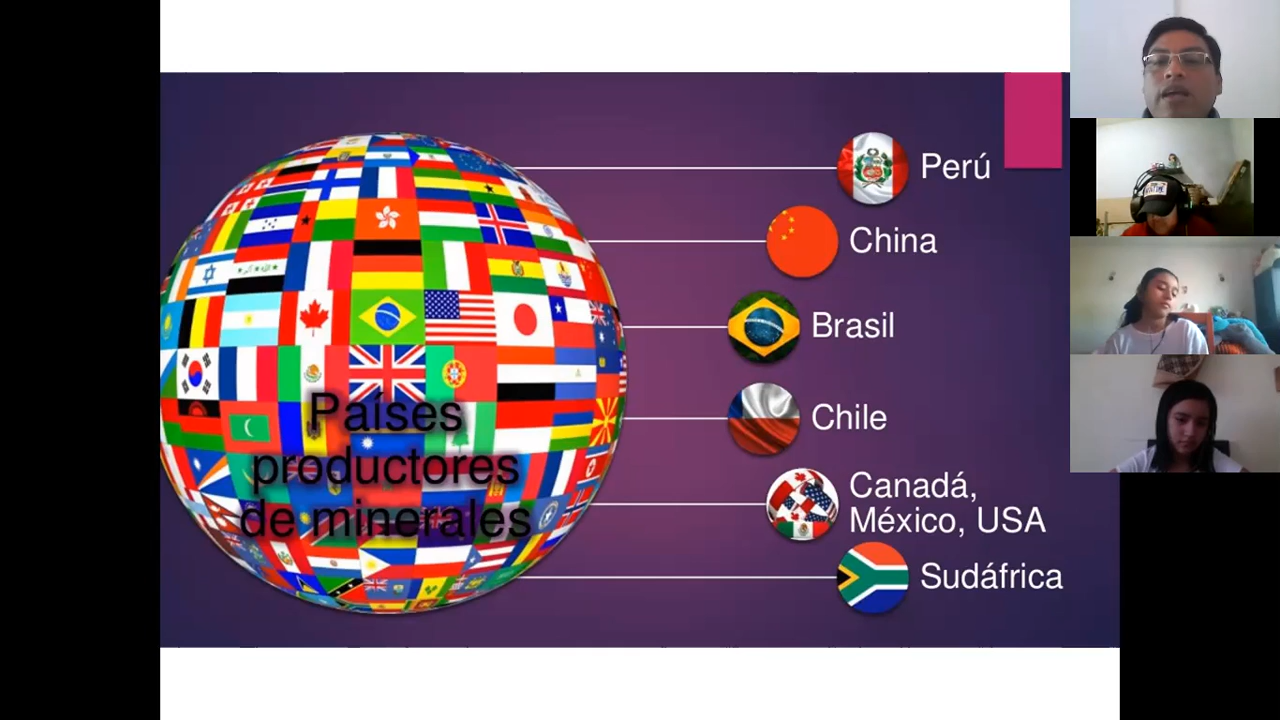 Países
productores
de minerales
Perú
China
Brasil
Chile
Canadá,
México, USA
Sudáfrica